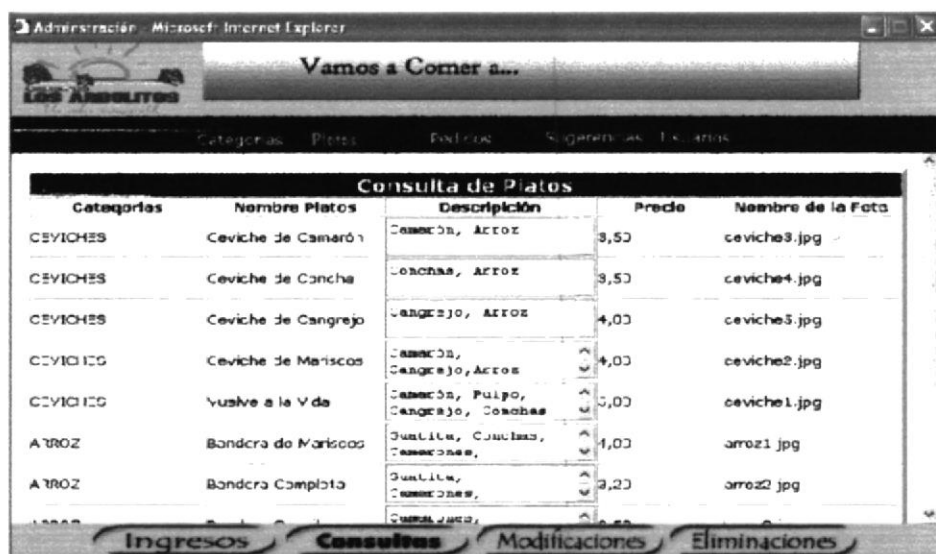 Administración - Microsoft Internet Explorer
Vamos a Comer a...
LOS ARBOLITOS
Categorias Platos Pedidos Sugerencias Usuarios
Consulta de Platos
Categorias Nombre Platos Descripición Precio Nombre de la Foto
CEVICHES Ceviche de Camarón Camarón, Arroz 3,50 ceviche3.jpg
CEVICHES Ceviche de Concha Conchas, Arroz 3,50 ceviche4.jpg
CEVICHES Ceviche de Cangrejo Cangrejo, Arroz 4,00 ceviche5.jpg
CEVICHES Ceviche de Mariscos Camarón, 4,00 ceviche2.jpg
Cangrejo,Arroz
CEVICHES Vuelve a la Vida Camarón, Pulpo, ceviche1.jpg
Cangrejo, Conchas
ARROZ Bandera de Mariscos Guatita, Conchas, arroz1.jpg
Camarones,
ARROZ Bandera Completa Guatita, arroz2.jpg
Camarones,
Ingresos Consultas Modificaciones Eliminaciones